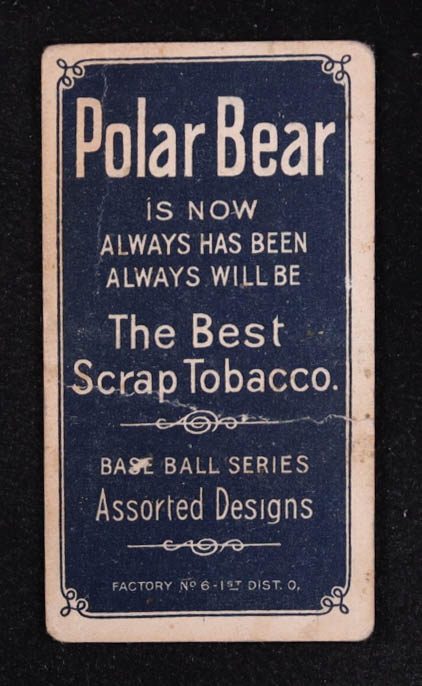 Polar Bear
IS NOW
ALWAYS HAS BEEN
ALWAYS WILL BE
The Best
Scrap Tobacco.
BASE BALL SERIES
Assorted Designs
FACTORY Nº 6-1ST DIST. O,